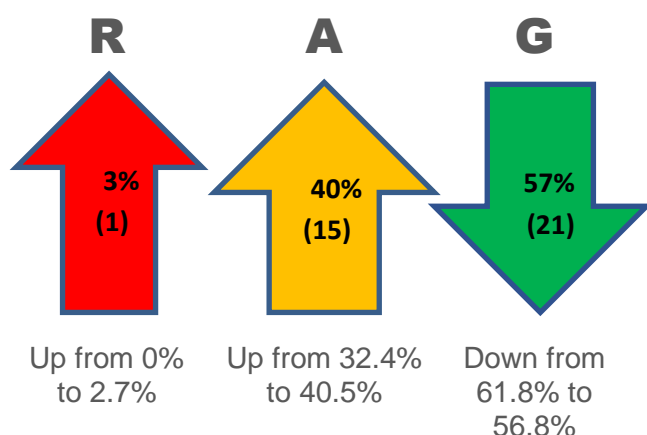 R A G
3%
(1)
40%
(15)
57%
(21)
Up from 0%
to 2.7%
Up from 32.4%
to 40.5%
Down from
61.8% to
56.8%